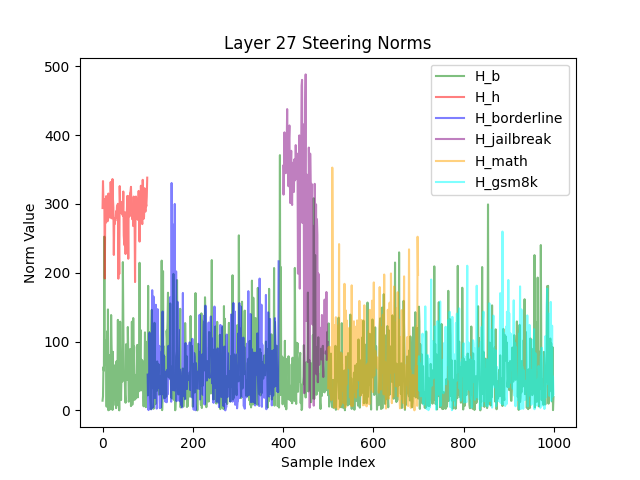 Layer 27 Steering Norms
500
400
300
200
100
0
Norm Value
0 200 400 600 800 1000
Sample Index
H_b
H_h
H_borderline
H_jailbreak
H_math
H_gsm8k